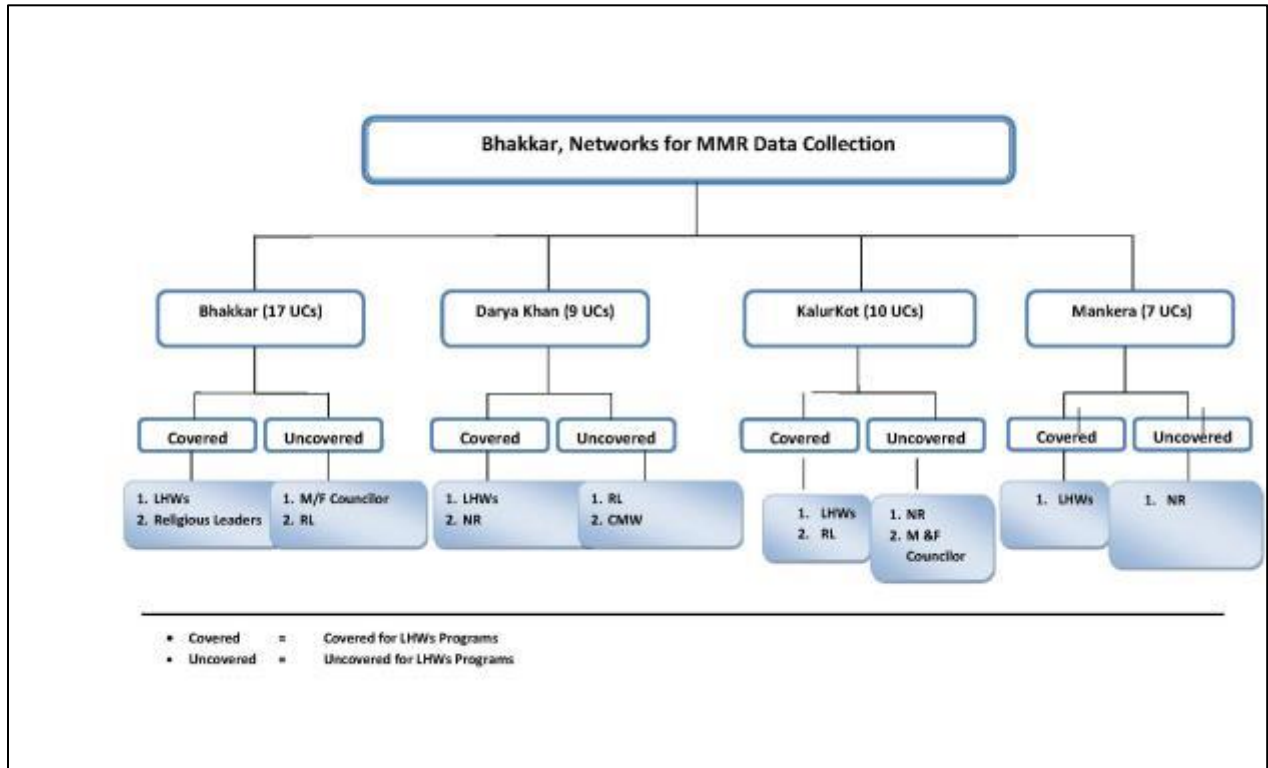 Bhakkar, Networks for MMR Data Collection
Bhakkar (17 UCs)
Darya Khan (9 UCs)
KalurKot (10 UCs)
Mankera (7 UCs)
Covered
Uncovered
Covered
Uncovered
Covered
Uncovered
Covered
Uncovered
1. LHWs
2. Religious Leaders
1. M/F Councilor
2. RL
1. LHWs
2. NR
1. RL
2. CMW
1. LHWs
2. RL
1. NR
2. M &F
Councilor
1. LHWs
1. NR
• Covered = Covered for LHWs Programs
• Uncovered = Uncovered for LHWs Programs